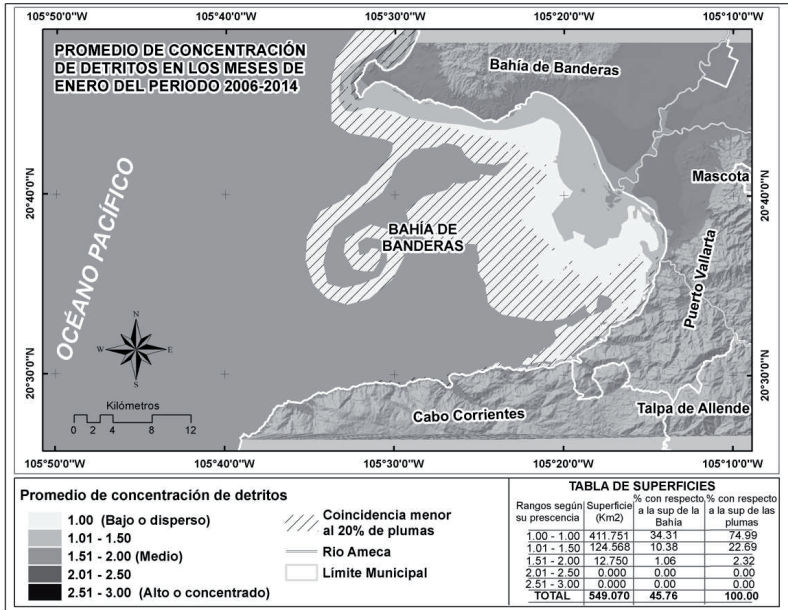 105°50'0"W 105°40'0"W 105°30'0"W 105°20'0"W 105°10'0"W
PROMEDIO DE CONCENTRACIÓN
DE DETRITOS EN LOS MESES DE
ENERO DEL PERIODO 2006-2014
Bahía de Banderas
Mascota
20°40'0"N
20°40'0"N
BAHÍA DE
BANDERAS
OCÉANO PACÍFICO
Puerto Vallarta
N
W E
S
20°30'0"N
20°30'0"N
Kilómetros
0 2 4 8 12
Cabo Corrientes
Talpa de Allende
105°50'0"W 105°40'0"W 105°30'0"W 105°20'0"W 105°10'0"W
Promedio de concentración de detritos
1.00 (Bajo o disperso)
1.01 - 1.50
1.51 - 2.00 (Medio)
2.01 - 2.50
2.51 - 3.00 (Alto o concentrado)
Coincidencia menor
al 20% de plumas
Rio Ameca
Límite Municipal
TABLA DE SUPERFICIES
Rangos según su prescencia Superficie (Km2) % con respecto a la sup de la Bahía % con respecto a la sup de las plumas
1.00 - 1.00 411.751 34.31 74.99
1.01 - 1.50 124.568 10.38 22.69
1.51 - 2.00 12.750 1.06 2.32
2.01 - 2.50 0.000 0.00 0.00
2.51 - 3.00 0.000 0.00 0.00
TOTAL 549.070 45.76 100.00